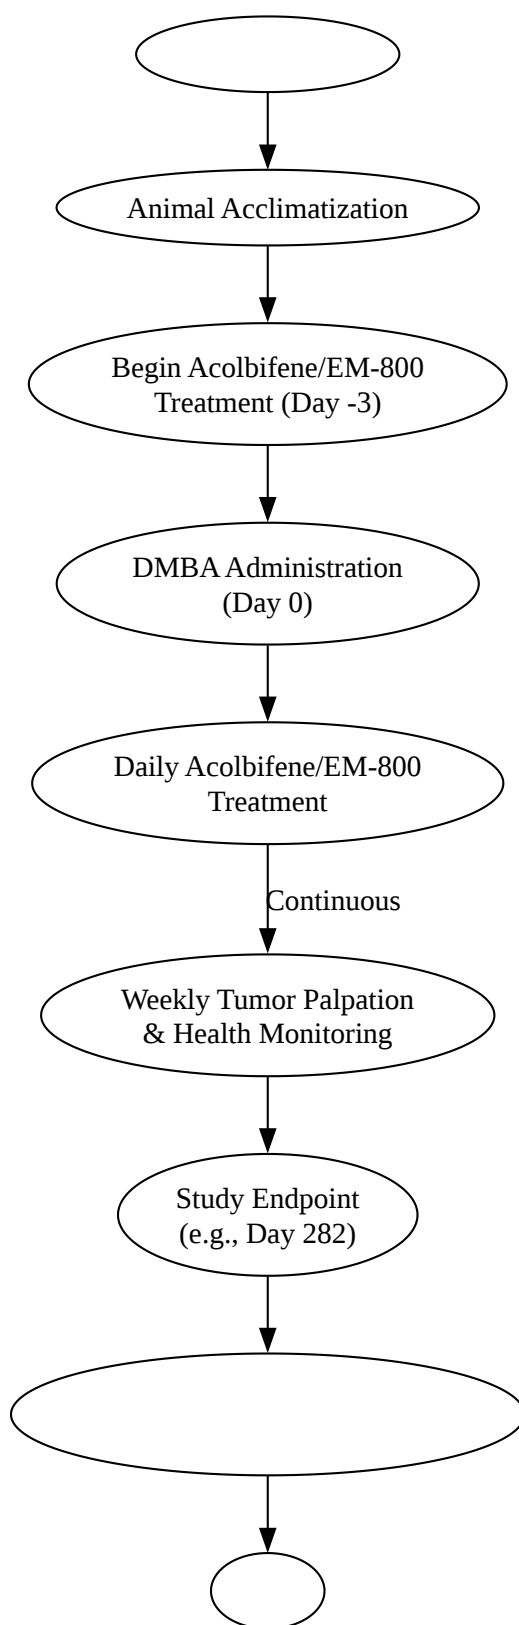 Animal Acclimatization
Begin Acolbifene/EM-800
Treatment (Day -3)
DMBA Administration
(Day 0)
Daily Acolbifene/EM-800
Treatment
Continuous
Weekly Tumor Palpation
& Health Monitoring
Study Endpoint
(e.g., Day 282)